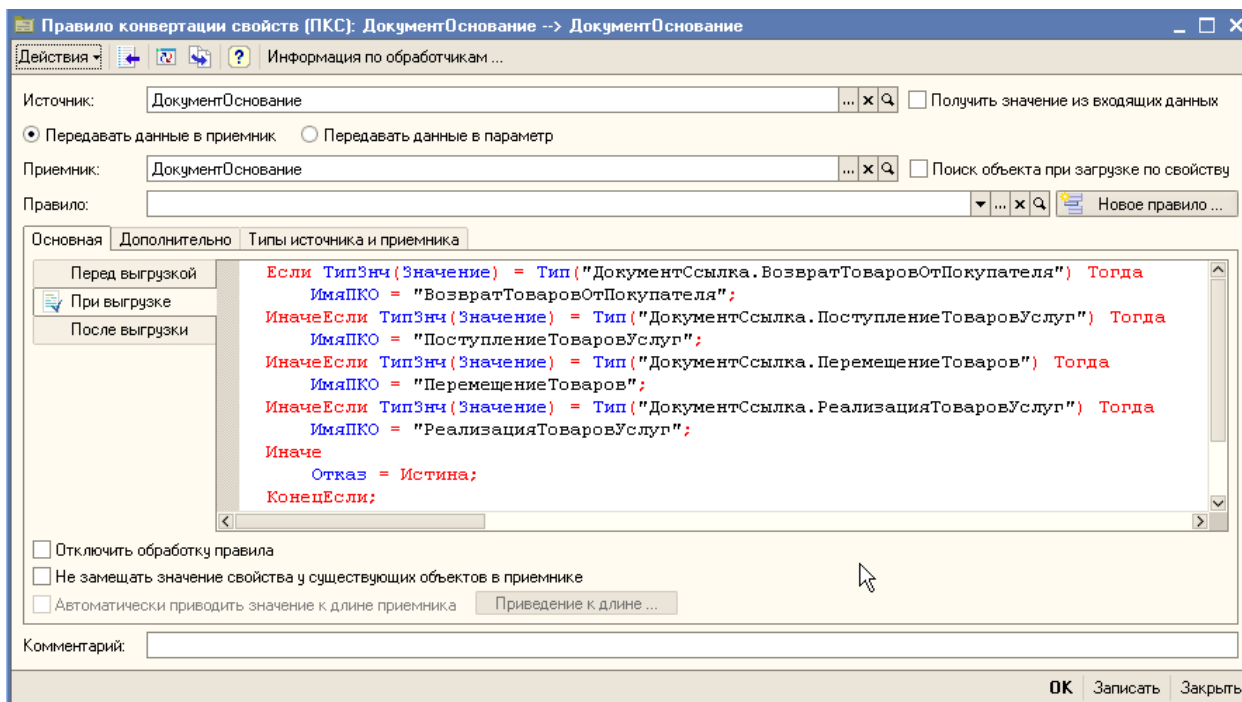 Правило конвертации свойств (ПКС): ДокументОснование --> ДокументОснование
Действия ? Информация по обработчикам ...
Источник: ДокументОснование ... x Получить значение из входящих данных
Передавать данные в приемник Передавать данные в параметр
Приемник: ДокументОснование ... x Поиск объекта при загрузке по свойству
Правило: ... x Новое правило ...
Основная Дополнительно Типы источника и приемника
Перед выгрузкой
При выгрузке
После выгрузки
Если ТипЗнч(Значение) = Тип("ДокументСсылка.ВозвратТоваровОтПокупателя") Тогда
ИмяПКО = "ВозвратТоваровОтПокупателя";
ИначеЕсли ТипЗнч(Значение) = Тип("ДокументСсылка.ПоступлениеТоваровУслуг") Тогда
ИмяПКО = "ПоступлениеТоваровУслуг";
ИначеЕсли ТипЗнч(Значение) = Тип("ДокументСсылка.ПеремещениеТоваров") Тогда
ИмяПКО = "ПеремещениеТоваров";
ИначеЕсли ТипЗнч(Значение) = Тип("ДокументСсылка.РеализацияТоваровУслуг") Тогда
ИмяПКО = "РеализацияТоваровУслуг";
Иначе
Отказ = Истина;
КонецЕсли;
Отключить обработку правила
Не замещать значение свойства у существующих объектов в приемнике
Автоматически приводить значение к длине приемника Приведение к длине ...
Комментарий:
OK Записать Закрыть